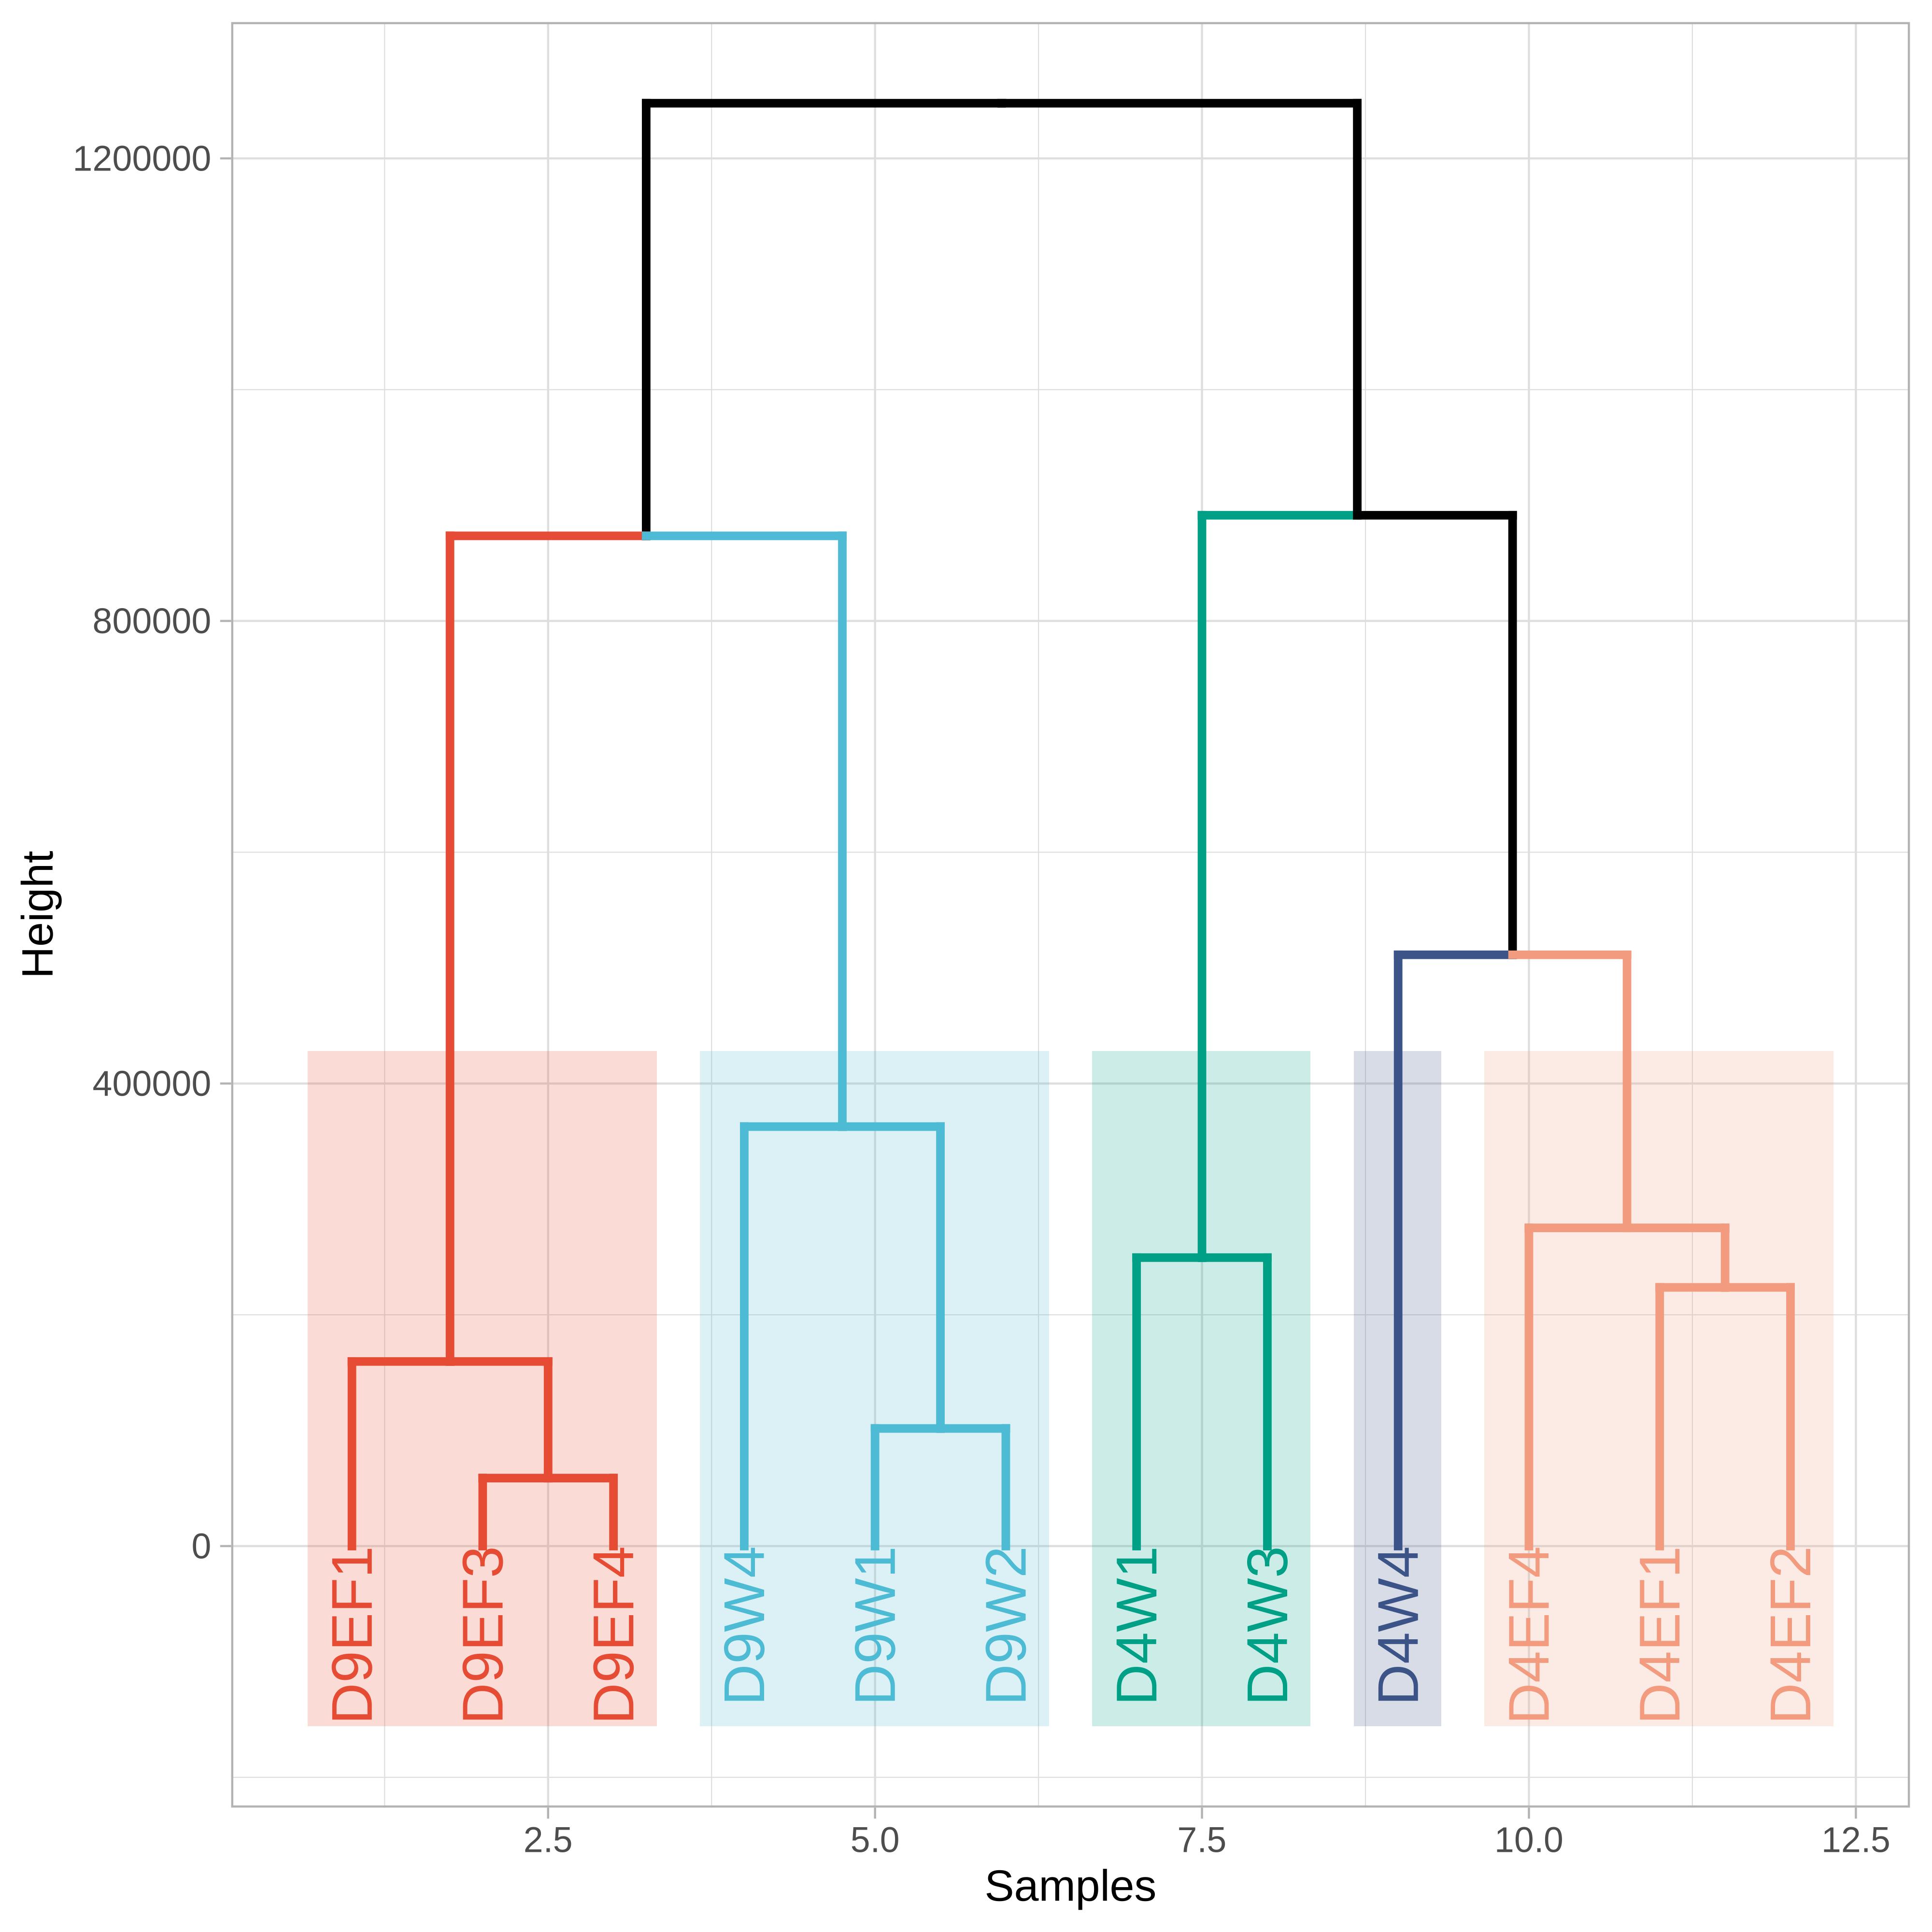 1200000
800000
400000
0
Height
D9EF1
D9EF3
D9EF4
D9W4
D9W1
D9W2
D4W1
D4W3
D4W4
D4EF4
D4EF1
D4EF2
2.5 5.0 7.5 10.0 12.5
Samples